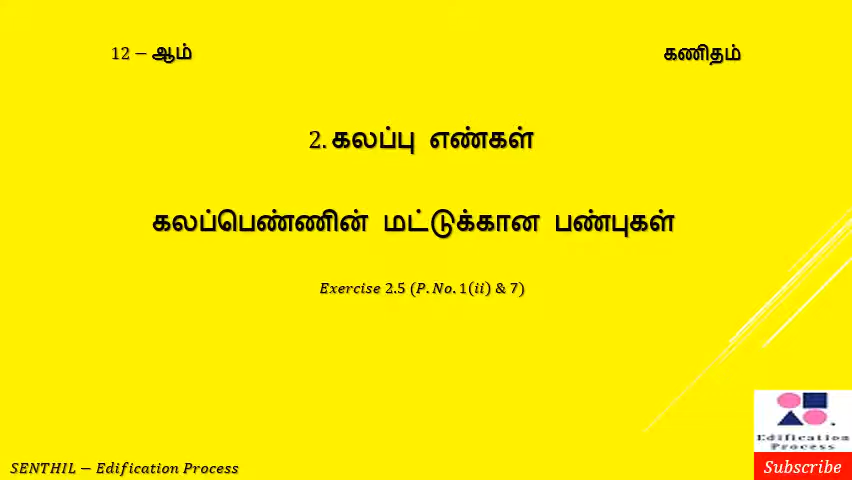 12 – ஆம்
கணிதம்
2. கலப்பு எண்கள்
கலப்பெண்ணின் மட்டுக்கான பண்புகள்
Exercise 2.5 (P. No. 1(ii) & 7)
Edification
Process
Subscribe
SENTHIL – Edification Process